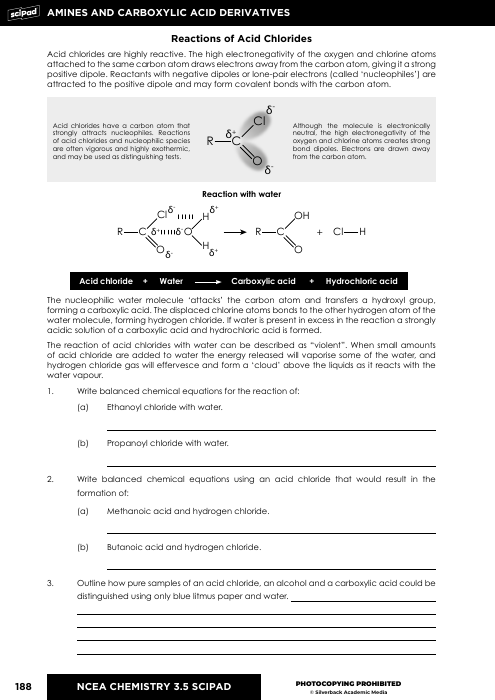 scipad AMINES AND CARBOXYLIC ACID DERIVATIVES
Reactions of Acid Chlorides
Acid chlorides are highly reactive. The high electronegativity of the oxygen and chlorine atoms
attached to the same carbon atom draws electrons away from the carbon atom, giving it a strong
positive dipole. Reactants with negative dipoles or lone-pair electrons (called 'nucleophiles') are
attracted to the positive dipole and may form covalent bonds with the carbon atom.
Acid chlorides have a carbon atom that
strongly attracts nucleophiles. Reactions
of acid chlorides and nucleophilic species
are often vigorous and highly exothermic,
and may be used as distinguishing tests.
δ-
Cl
δ+
R—C
O
δ-
Although the molecule is electronically
neutral, the high electronegativity of the
oxygen and chlorine atoms creates strong
bond dipoles. Electrons are drawn away
from the carbon atom.
Reaction with water
Cl δ- H δ+ OH
R—C δ+ δ- O R—C + Cl—H
O δ- H δ+ O
Acid chloride + Water → Carboxylic acid + Hydrochloric acid
The nucleophilic water molecule 'attacks' the carbon atom and transfers a hydroxyl group,
forming a carboxylic acid. The displaced chlorine atoms bonds to the other hydrogen atom of the
water molecule, forming hydrogen chloride. If water is present in excess in the reaction a strongly
acidic solution of a carboxylic acid and hydrochloric acid is formed.
The reaction of acid chlorides with water can be described as "violent". When small amounts
of acid chloride are added to water the energy released will vaporise some of the water, and
hydrogen chloride gas will effervesce and form a 'cloud' above the liquids as it reacts with the
water vapour.
1. Write balanced chemical equations for the reaction of:
(a) Ethanoyl chloride with water.
(b) Propanoyl chloride with water.
2. Write balanced chemical equations using an acid chloride that would result in the
formation of:
(a) Methanoic acid and hydrogen chloride.
(b) Butanoic acid and hydrogen chloride.
3. Outline how pure samples of an acid chloride, an alcohol and a carboxylic acid could be
distinguished using only blue litmus paper and water.
188 NCEA CHEMISTRY 3.5 SCIPAD
PHOTOCOPYING PROHIBITED
© Silverback Academic Media